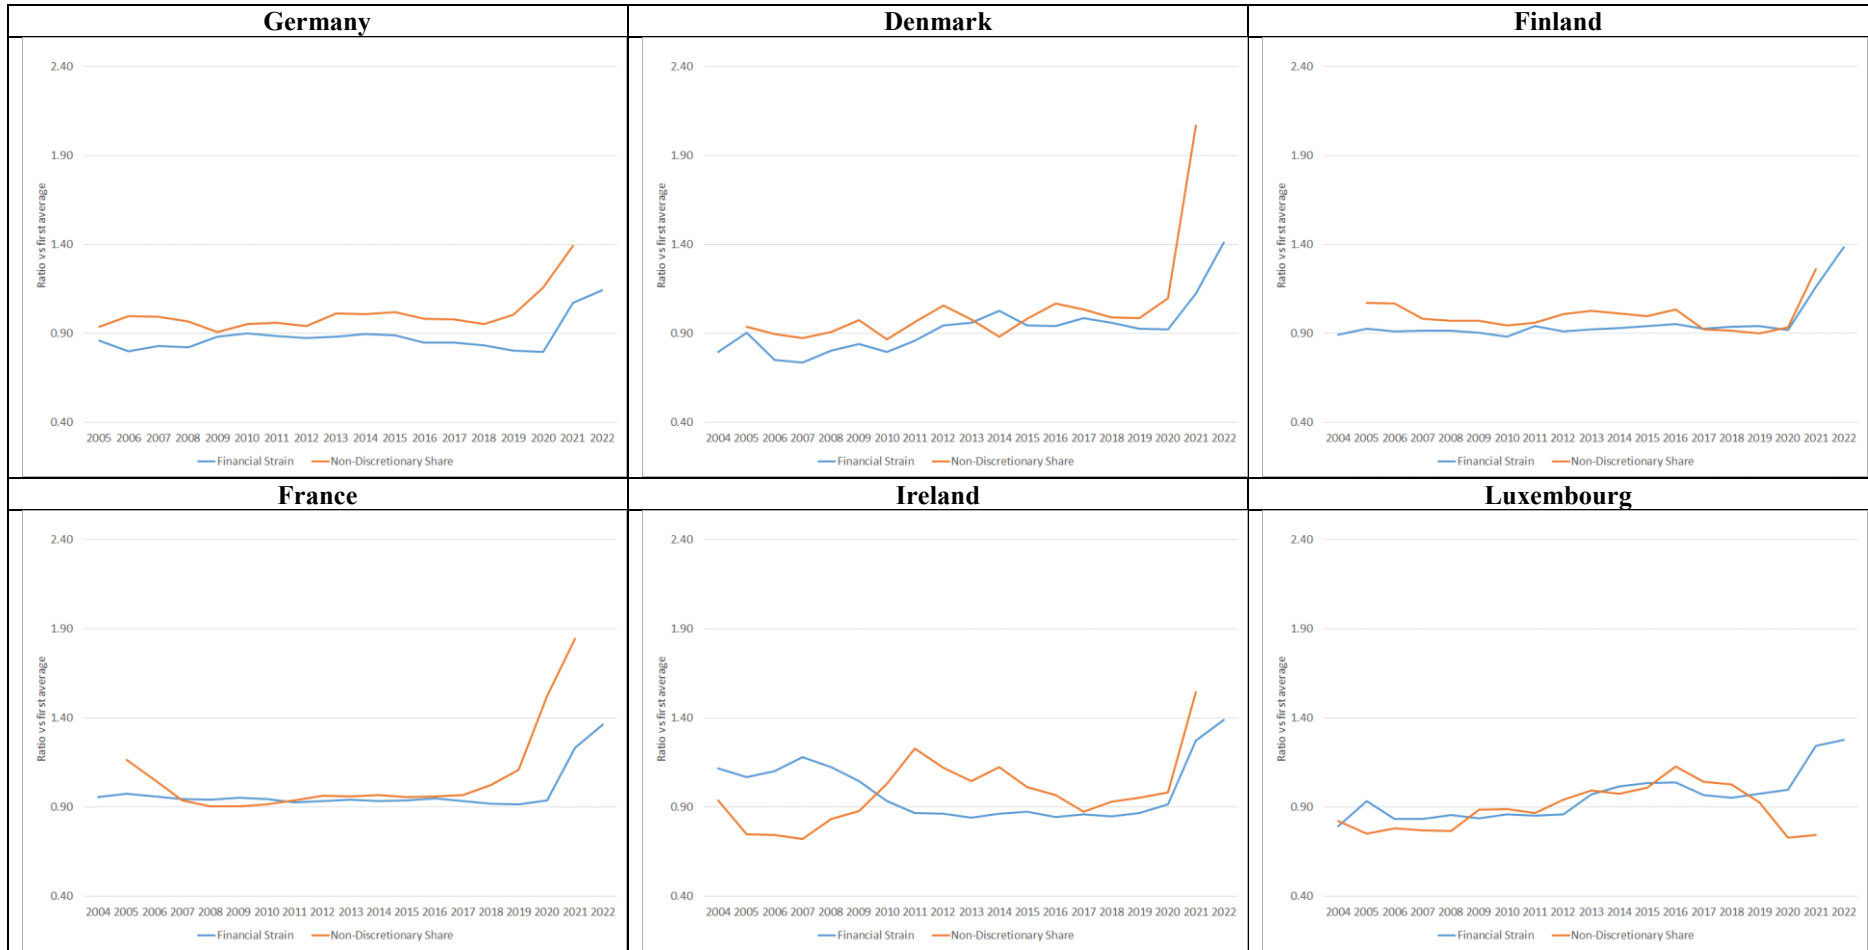 Germany
Denmark
Finland
2.40
1.90
1.40
0.90
0.40
Ratio vs first average
2005 2006 2007 2008 2009 2010 2011 2012 2013 2014 2015 2016 2017 2018 2019 2020 2021 2022
Financial Strain Non-Discretionary Share
2.40
1.90
1.40
0.90
0.40
Ratio vs first average
2004 2005 2006 2007 2008 2009 2010 2011 2012 2013 2014 2015 2016 2017 2018 2019 2020 2021 2022
Financial Strain Non-Discretionary Share
2.40
1.90
1.40
0.90
0.40
Ratio vs first average
2004 2005 2006 2007 2008 2009 2010 2011 2012 2013 2014 2015 2016 2017 2018 2019 2020 2021 2022
Financial Strain Non-Discretionary Share
France
Ireland
Luxembourg
2.40
1.90
1.40
0.90
0.40
Ratio vs first average
2004 2005 2006 2007 2008 2009 2010 2011 2012 2013 2014 2015 2016 2017 2018 2019 2020 2021 2022
Financial Strain Non-Discretionary Share
2.40
1.90
1.40
0.90
0.40
Ratio vs first average
2004 2005 2006 2007 2008 2009 2010 2011 2012 2013 2014 2015 2016 2017 2018 2019 2020 2021 2022
Financial Strain Non-Discretionary Share
2.40
1.90
1.40
0.90
0.40
Ratio vs first average
2004 2005 2006 2007 2008 2009 2010 2011 2012 2013 2014 2015 2016 2017 2018 2019 2020 2021 2022
Financial Strain Non-Discretionary Share